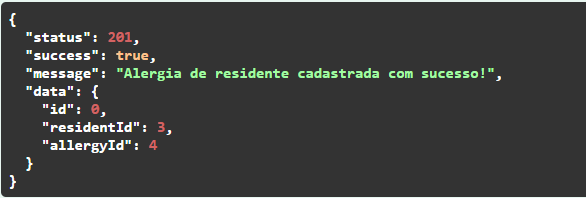 {
  "status": 201,
  "success": true,
  "message": "Alergia de residente cadastrada com sucesso!",
  "data": {
    "id": 0,
    "residentId": 3,
    "allergyId": 4
  }
}